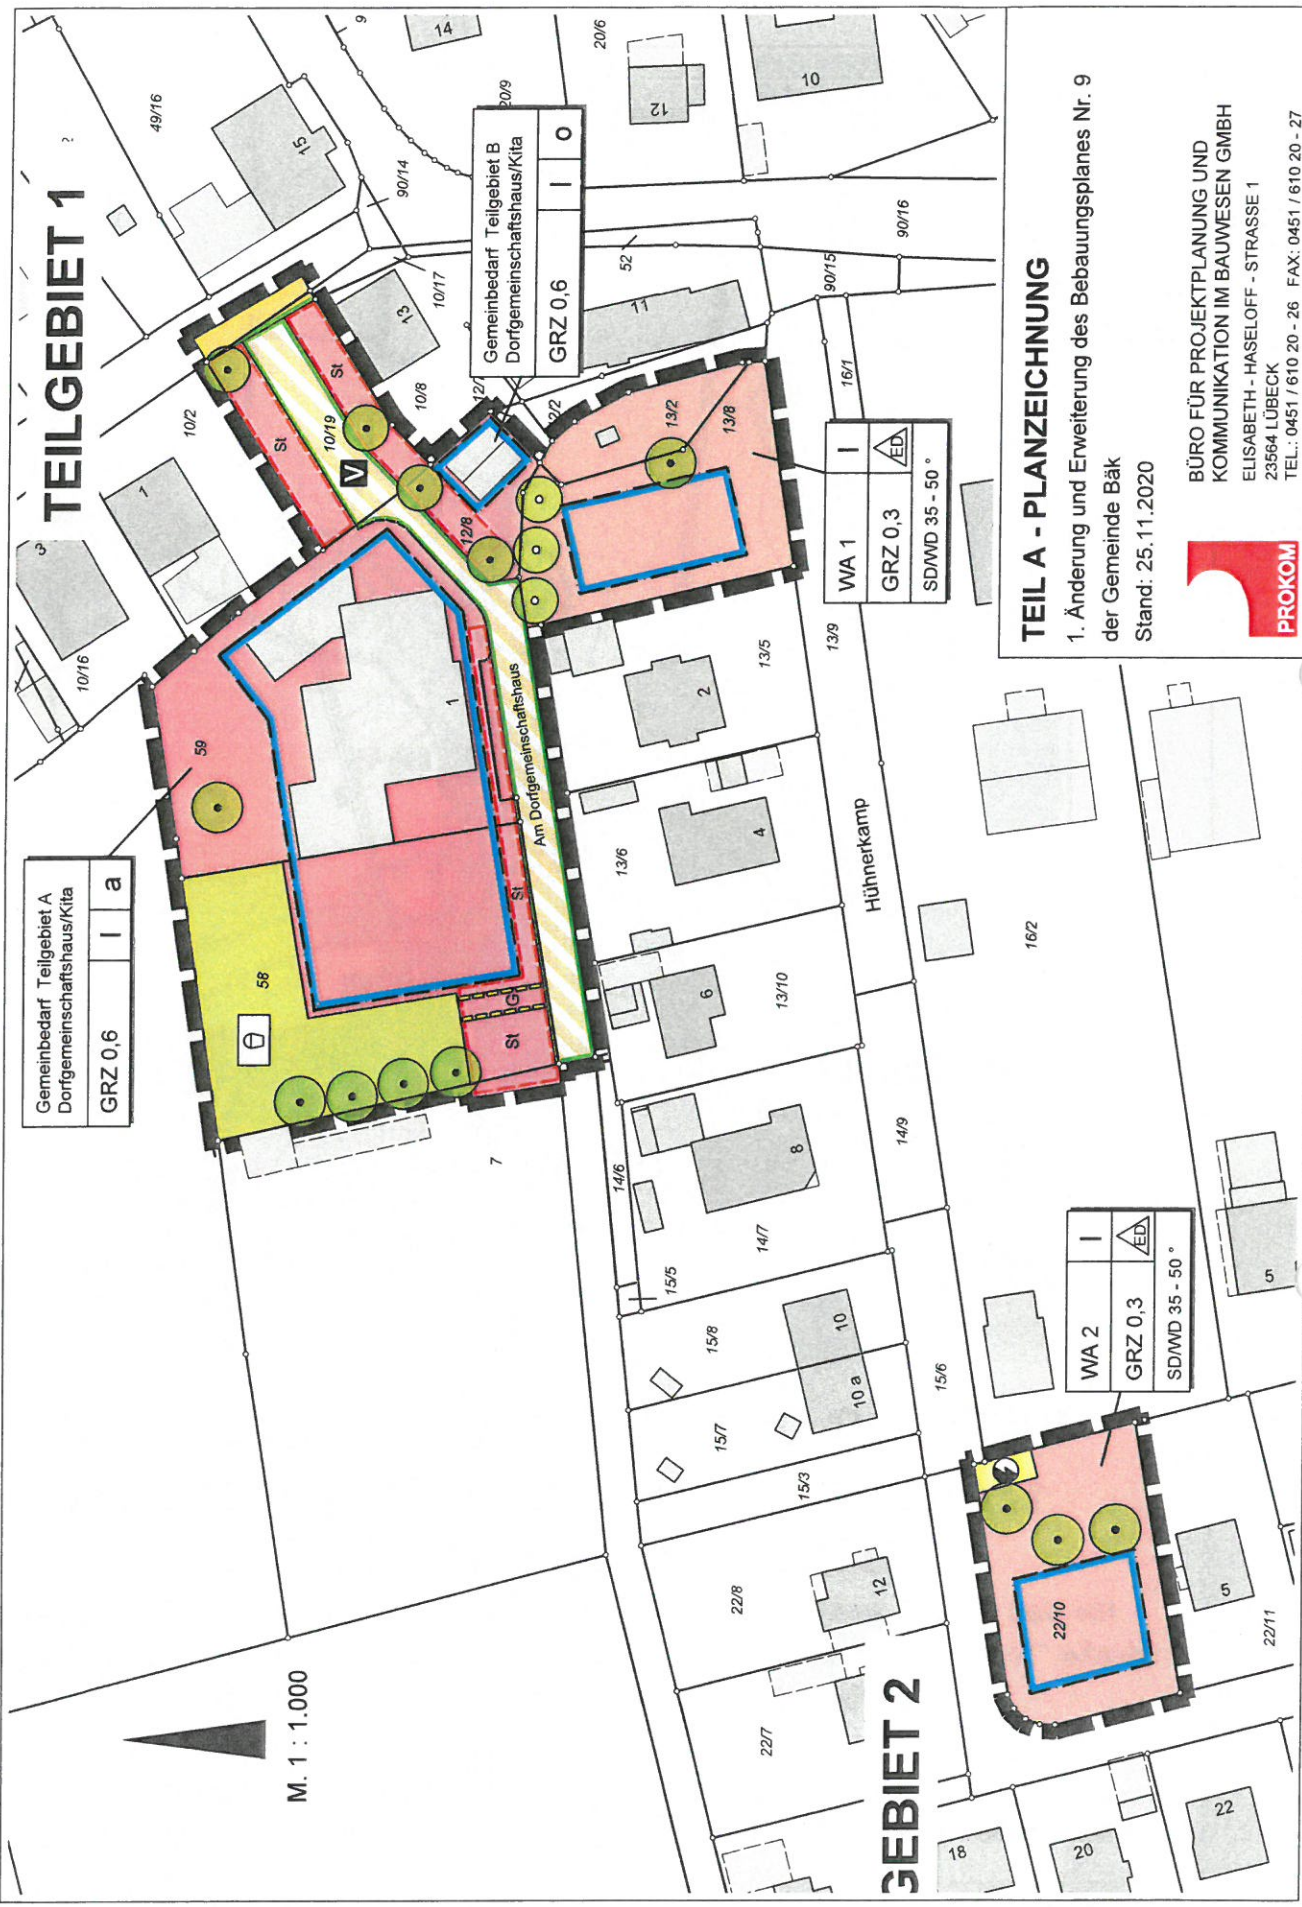 TEILGEBIET 1
Gemeinbedarf Teilgebiet A
Dorfgemeinschaftshaus/Kita
GRZ 0,6
I
a
Gemeinbedarf Teilgebiet B
Dorfgemeinschaftshaus/Kita
GRZ 0,6
I
o
WA 1
I
GRZ 0,3
ED
SD/WD 35 - 50 °
WA 2
I
GRZ 0,3
ED
SD/WD 35 - 50 °
GEBIET 2
M. 1 : 1.000
Am Dorfgemeinschaftshaus
Hühnerkamp
St
St
St
St
G
V
49/16
?
9
14
20/6
15
90/14
20/9
12
10
10/17
13
10/8
10/2
10/19
10/16
1
3
59
58
1
12/8
52
11
90/16
90/15
16/1
13/2
13/8
13/9
13/5
2
13/6
4
13/10
6
16/2
7
14/6
14/9
14/7
8
15/5
15/8
10
10 a
15/7
15/6
15/3
22/8
12
22/7
22/10
5
5
22/11
18
20
22
TEIL A - PLANZEICHNUNG
1. Änderung und Erweiterung des Bebauungsplanes Nr. 9
der Gemeinde Bäk
Stand: 25.11.2020
PROKOM
BÜRO FÜR PROJEKTPLANUNG UND
KOMMUNIKATION IM BAUWESEN GMBH
ELISABETH - HASELOFF - STRASSE 1
23564 LÜBECK
TEL.: 0451 / 610 20 - 26 FAX: 0451 / 610 20 - 27